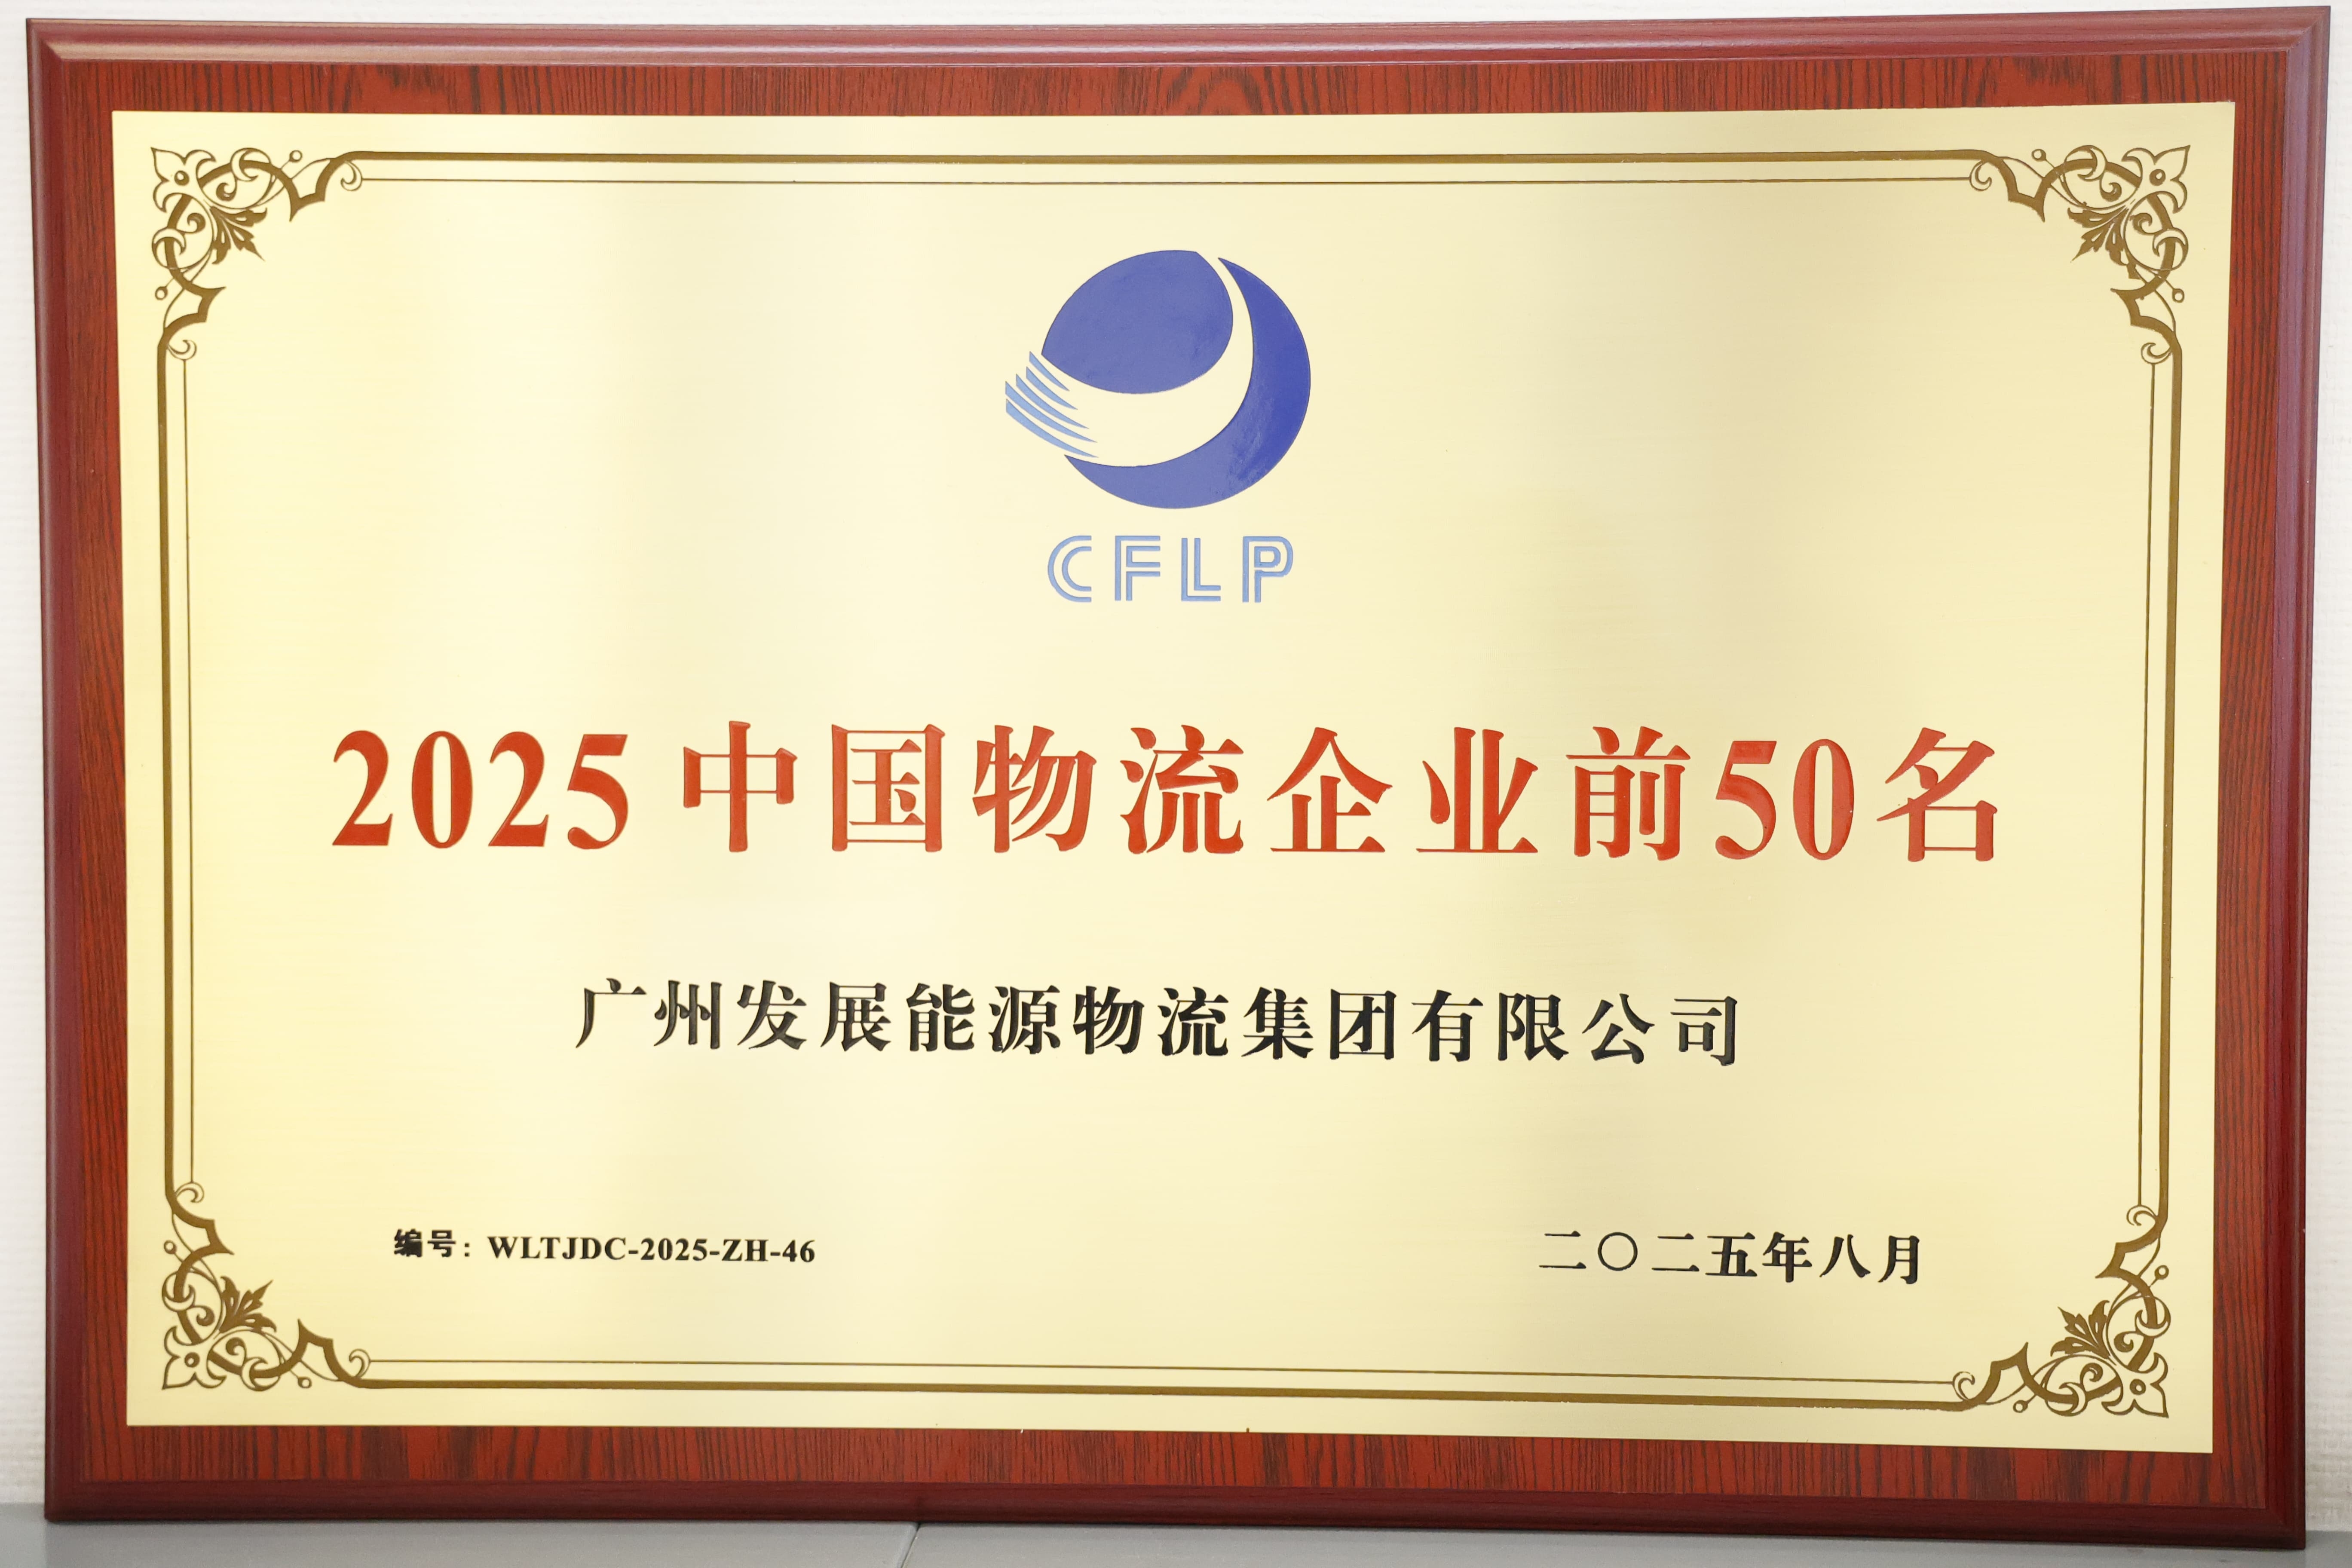 CFLP
2025中国物流企业前50名
广州发展能源物流集团有限公司
编号：WLTJDC-2025-ZH-46
二〇二五年八月